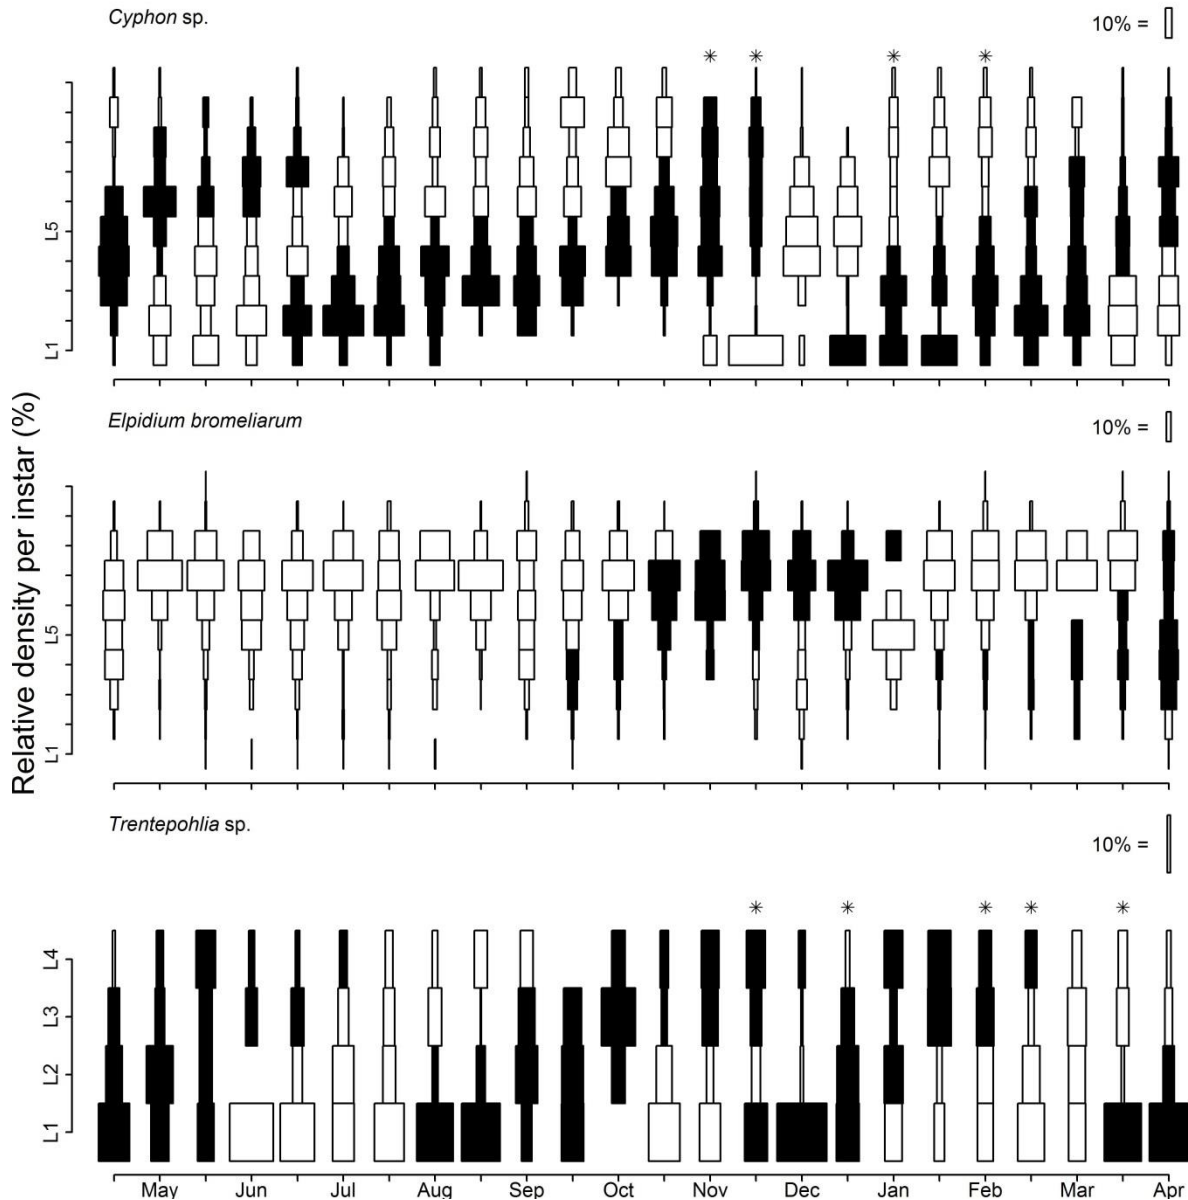 Cyphon sp.
10% =
* * * *
L5
L1
Elpidium bromeliarum
10% =
L5
L1
Relative density per instar (%)
Trentepohlia sp.
10% =
* * * * *
L4
L3
L2
L1
May Jun Jul Aug Sep Oct Nov Dec Jan Feb Mar Apr